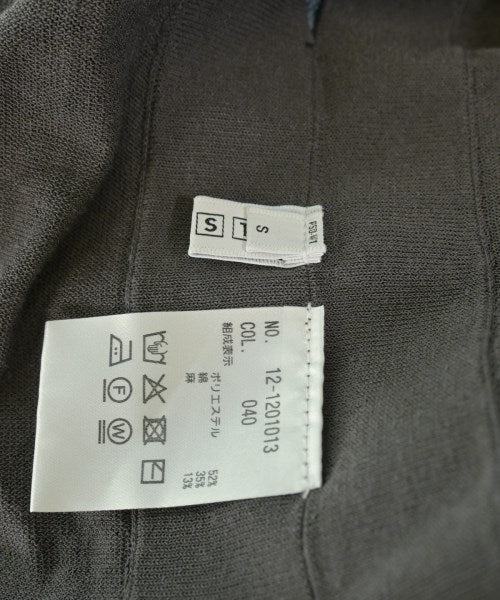 S T
S
NO. 12-1201013
COL. 040
組成表示
ポリエステル 52%
綿 35%
麻 13%
F
W